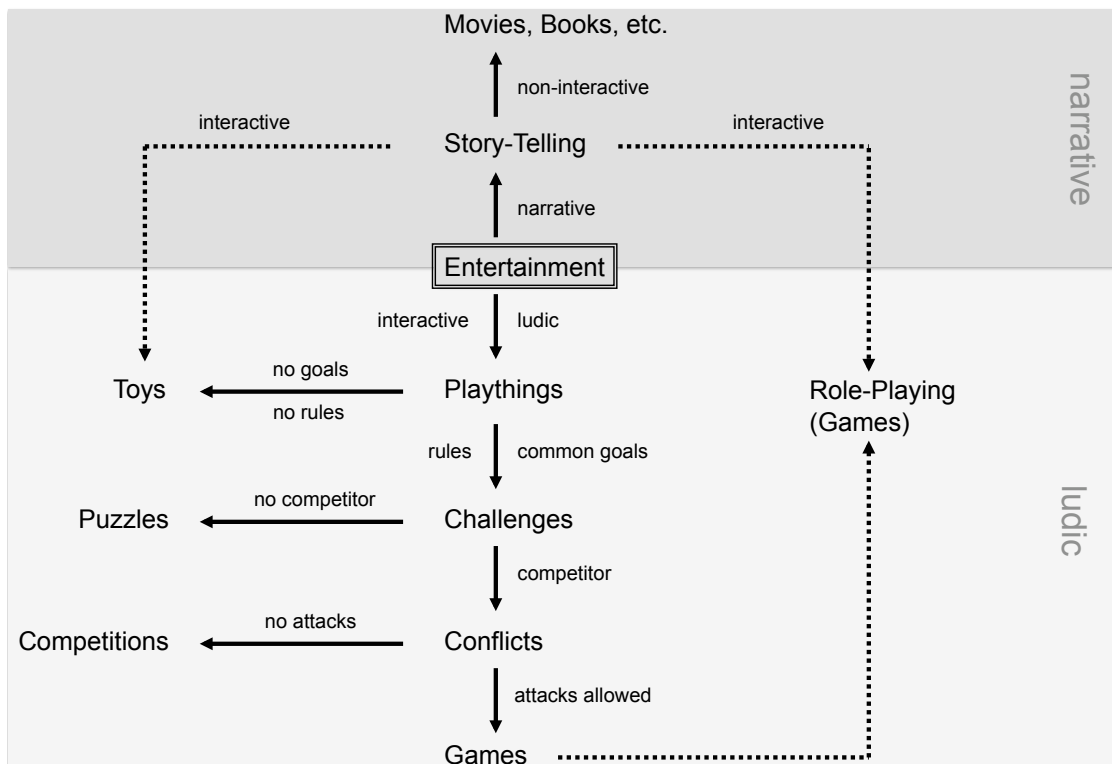 Movies, Books, etc.
non-interactive
interactive
Story-Telling
interactive
narrative
narrative
Entertainment
interactive
ludic
Toys
no goals
no rules
Playthings
Role-Playing
(Games)
rules
common goals
Puzzles
no competitor
Challenges
ludic
competitor
Competitions
no attacks
Conflicts
attacks allowed
Games